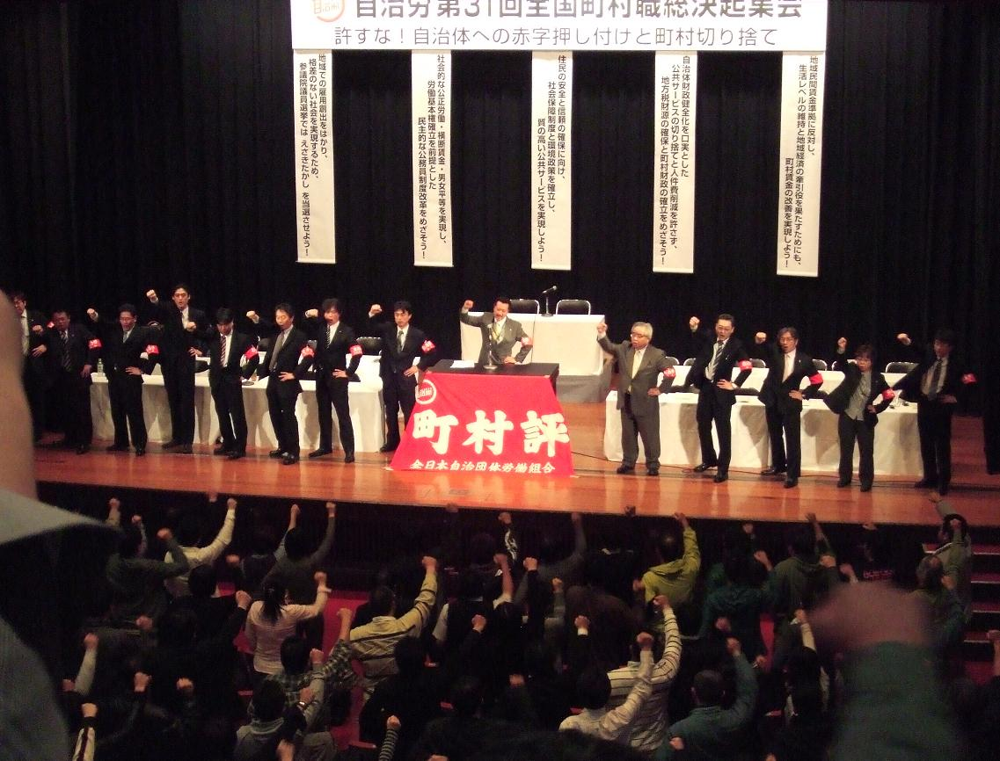 自治労
自治労第31回全国町村職総決起集会
許すな！自治体への赤字押し付けと町村切り捨て
地域民間賃金準拠に反対し、
生活レベルの維持と地域経済の牽引役を果たすためにも、
町村賃金の改善を実現しよう！
自治体財政健全化を口実とした
公共サービスの切り捨てと人件費削減を許さず、
地方税財源の確保と町村財政の確立をめざそう！
住民の安全と信頼の確保に向け、
社会保障制度と環境政策を確立し、
質の高い公共サービスを実現しよう！
社会的な公正労働・横断賃金・男女平等を実現し、
労働基本権確立を前提とした
民主的な公務員制度改革をめざそう！
地域での雇用創出をはかり、
格差のない社会を実現するため、
参議院議員選挙では えさきたかし を当選させよう！
自治労
町村評
全日本自治団体労働組合